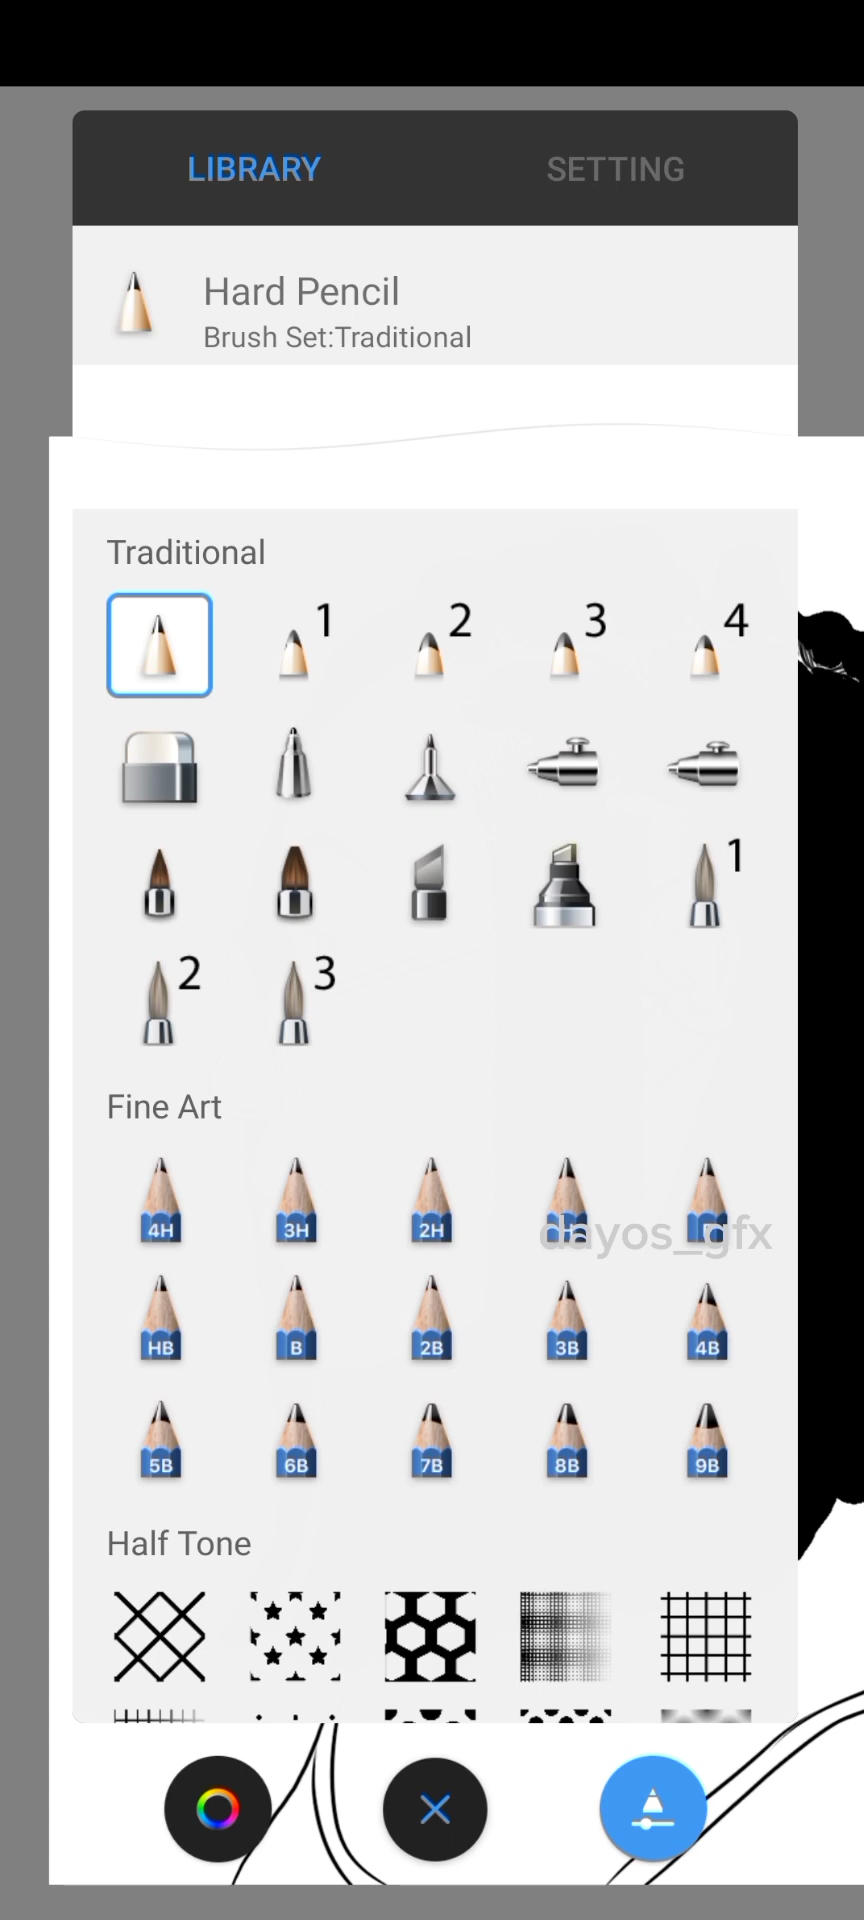 LIBRARY SETTING
Hard Pencil
Brush Set:Traditional
Traditional
1 2 3 4
1
2 3
Fine Art
4H 3H 2H
dayos_gfx
HB B 2B 3B 4B
5B 6B 7B 8B 9B
Half Tone